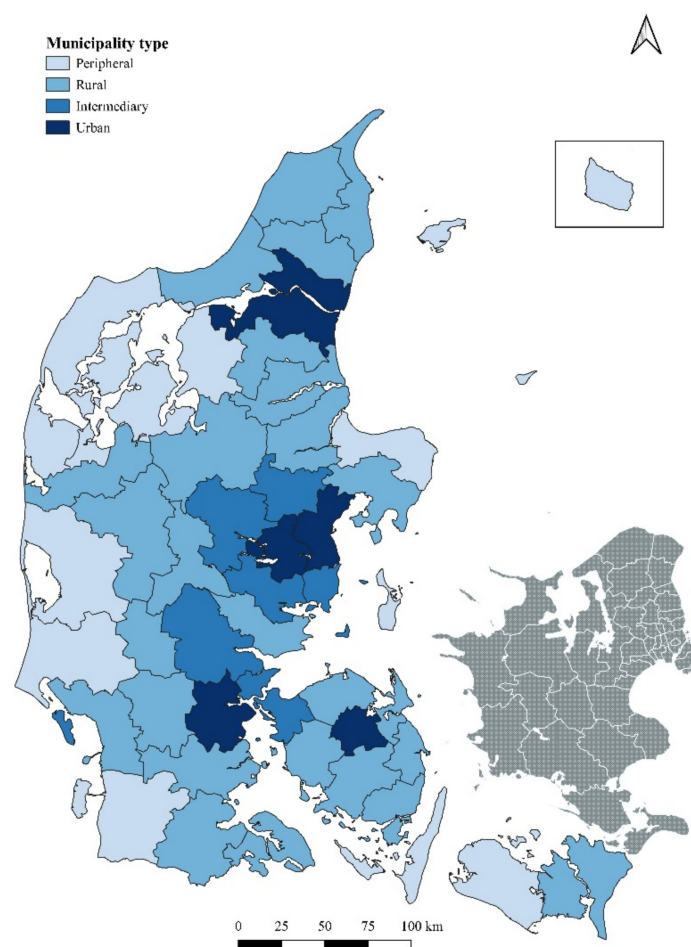 Municipality type
Peripheral
Rural
Intermediary
Urban
0 25 50 75 100 km